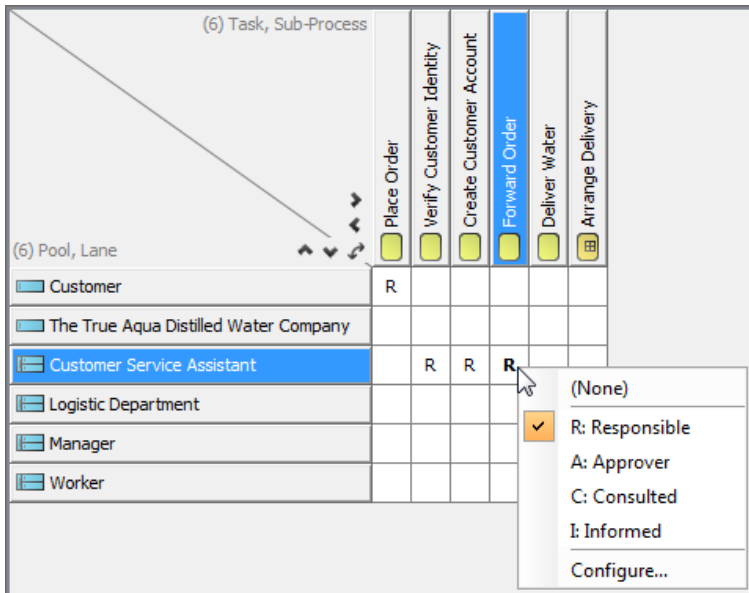 (6) Task, Sub-Process
Place Order
Verify Customer Identity
Create Customer Account
Forward Order
Deliver Water
Arrange Delivery
(6) Pool, Lane
Customer R
The True Aqua Distilled Water Company
Customer Service Assistant R R R
Logistic Department
Manager
Worker
(None)
R: Responsible
A: Approver
C: Consulted
I: Informed
Configure...